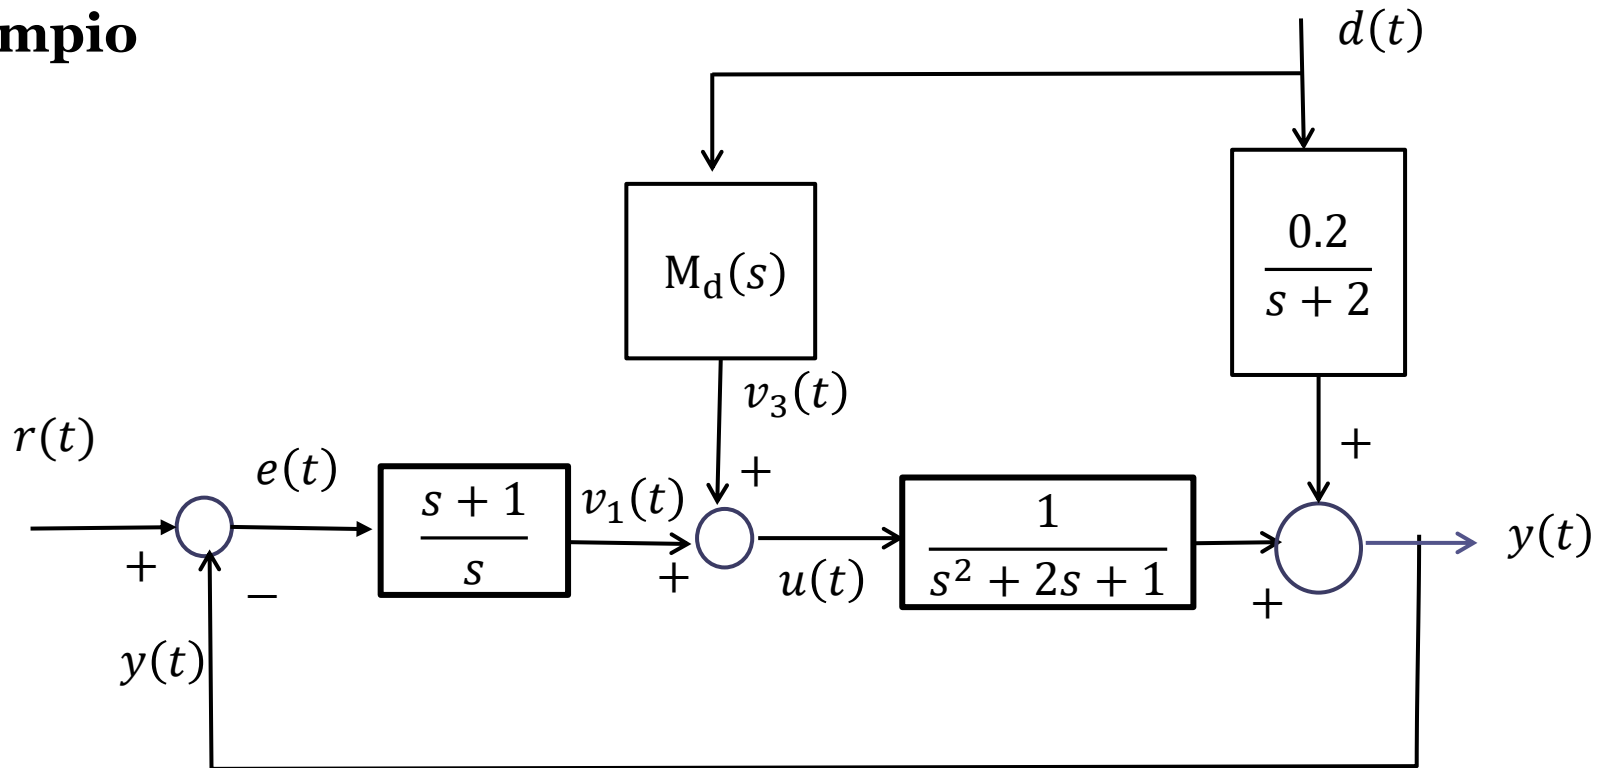 mpio
d(t)
0.2
s + 2
M_d(s)
v_3(t)
+
+
r(t)
e(t)
s + 1
s
v_1(t)
1
s^2 + 2s + 1
y(t)
+
−
+
u(t)
+
y(t)